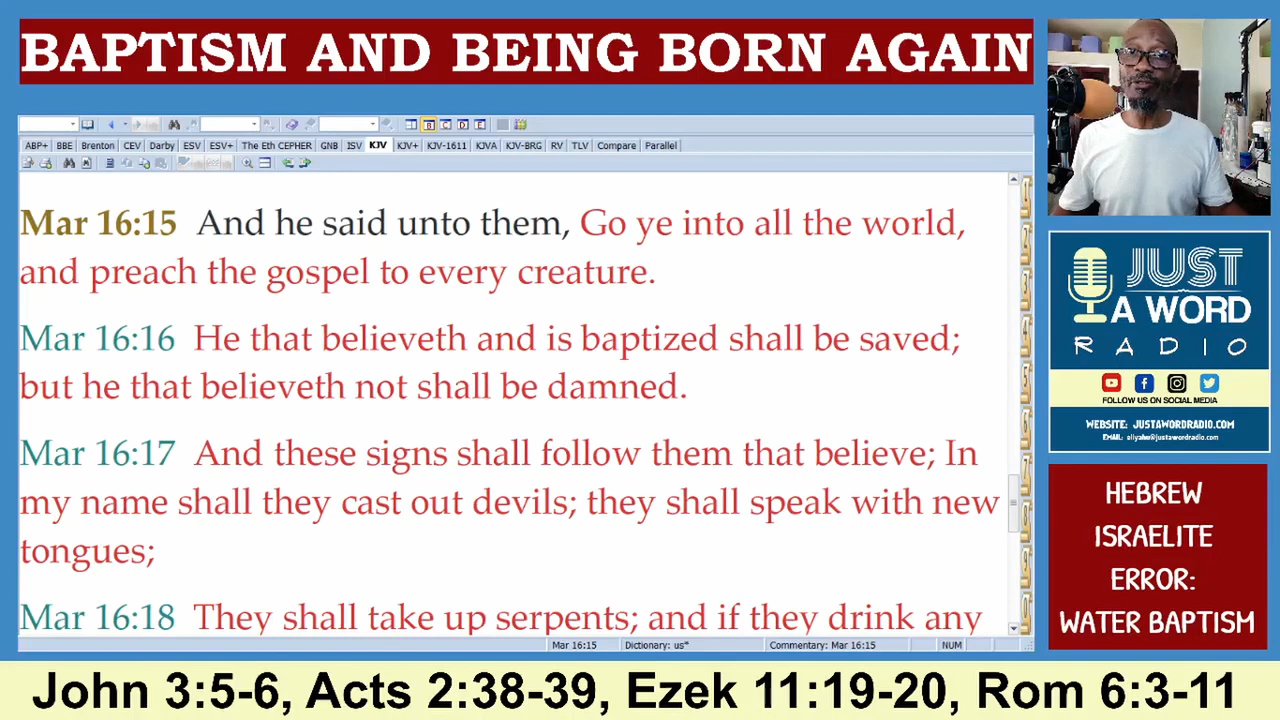 BAPTISM AND BEING BORN AGAIN
ABP+ BBE Brenton CEV Darby ESV ESV+ The Eth CEPHER GNB ISV KJV KJV+ KJV-1611 KJVA KJV-BRG RV TLV Compare Parallel
Mar 16:15 And he said unto them, Go ye into all the world,
and preach the gospel to every creature.
Mar 16:16 He that believeth and is baptized shall be saved;
but he that believeth not shall be damned.
Mar 16:17 And these signs shall follow them that believe; In
my name shall they cast out devils; they shall speak with new
tongues;
Mar 16:18 They shall take up serpents; and if they drink any
Mar 16:15 Dictionary: us* Commentary: Mar 16:15 NUM
JUST
A WORD
RADIO
FOLLOW US ON SOCIAL MEDIA
WEBSITE: JUSTAWORDRADIO.COM
EMAIL: eliyahu@justawordradio.com
HEBREW
ISRAELITE
ERROR:
WATER BAPTISM
John 3:5-6, Acts 2:38-39, Ezek 11:19-20, Rom 6:3-11